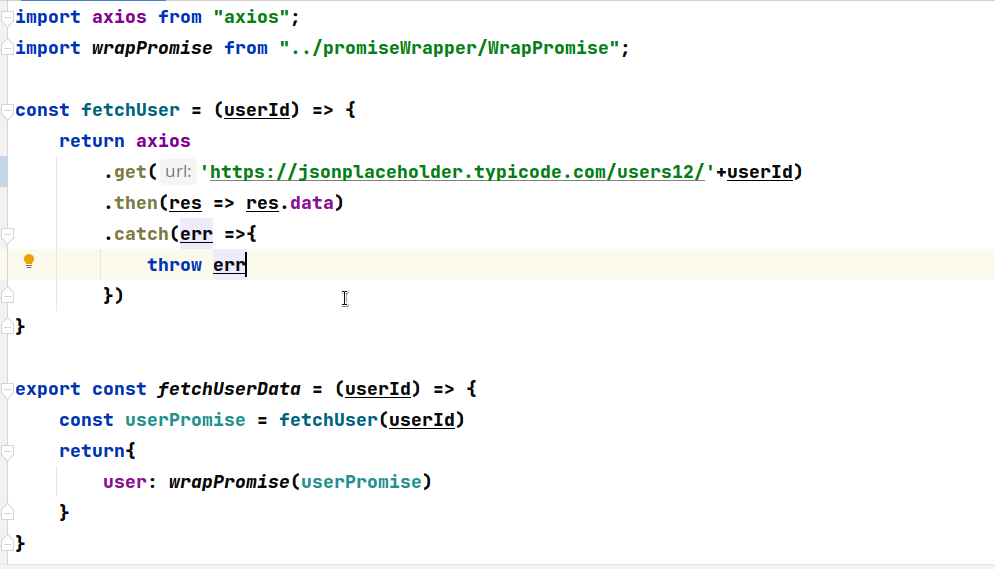 import axios from "axios";
import wrapPromise from "../promiseWrapper/WrapPromise";
const fetchUser = (userId) => {
    return axios
        .get( url: 'https://jsonplaceholder.typicode.com/users12/'+userId)
        .then(res => res.data)
        .catch(err =>{
            throw err
        })
}
export const fetchUserData = (userId) => {
    const userPromise = fetchUser(userId)
    return{
        user: wrapPromise(userPromise)
    }
}